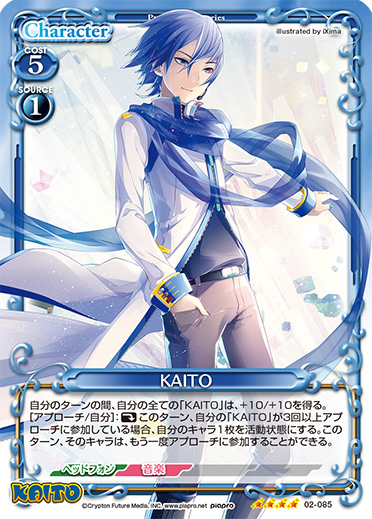 Character
illustrated by iXima
COST
5
SOURCE
1
KAITO
自分のターンの間、自分の全ての「KAITO」は、+10/+10を得る。
[アプローチ/自分]：このターン、自分の「KAITO」が3回以上アプ
ローチに参加している場合、自分のキャラ1枚を活動状態にする。この
ターン、そのキャラは、もう一度アプローチに参加することができる。
ヘッドフォン 音楽
KAITO
©Crypton Future Media, INC. www.piapro.net piapro
02-085